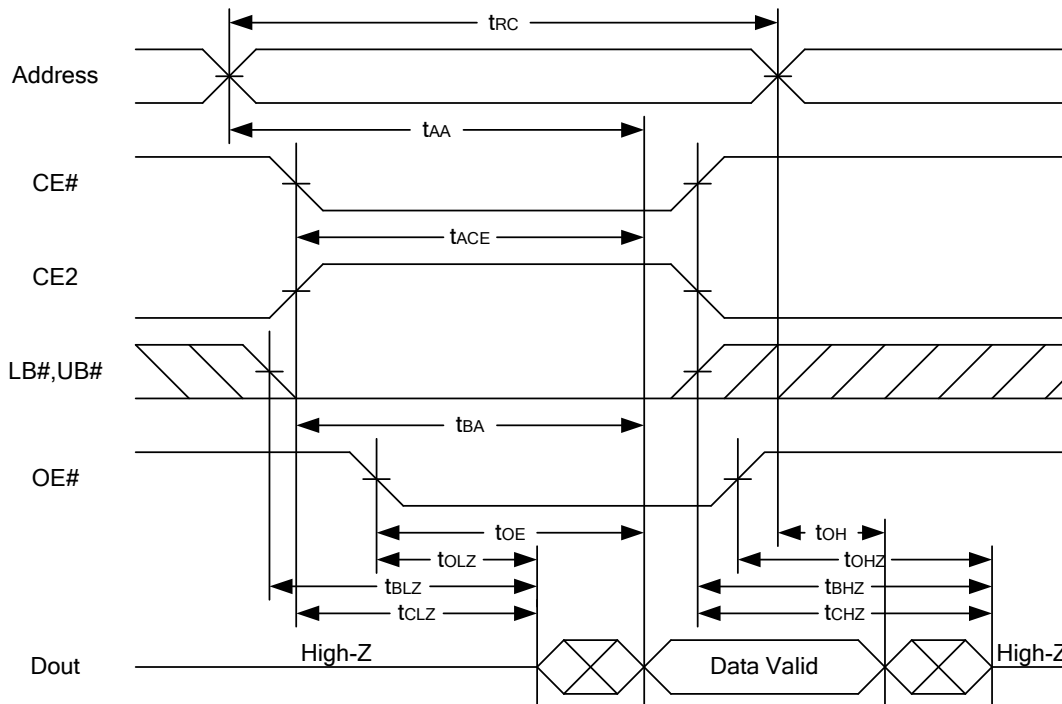 tRC
Address
tAA
CE#
tACE
CE2
LB#,UB#
tBA
OE#
tOE
tOH
tOLZ
tOHZ
tBLZ
tBHZ
tCLZ
tCHZ
Dout
High-Z
Data Valid
High-Z